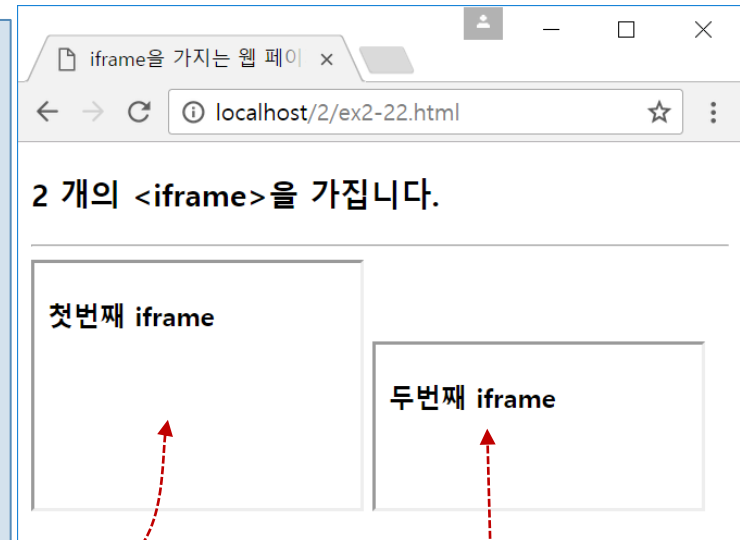 iframe을 가지는 웹 페이
localhost/2/ex2-22.html
2 개의 <iframe>을 가집니다.
첫번째 iframe
두번째 iframe